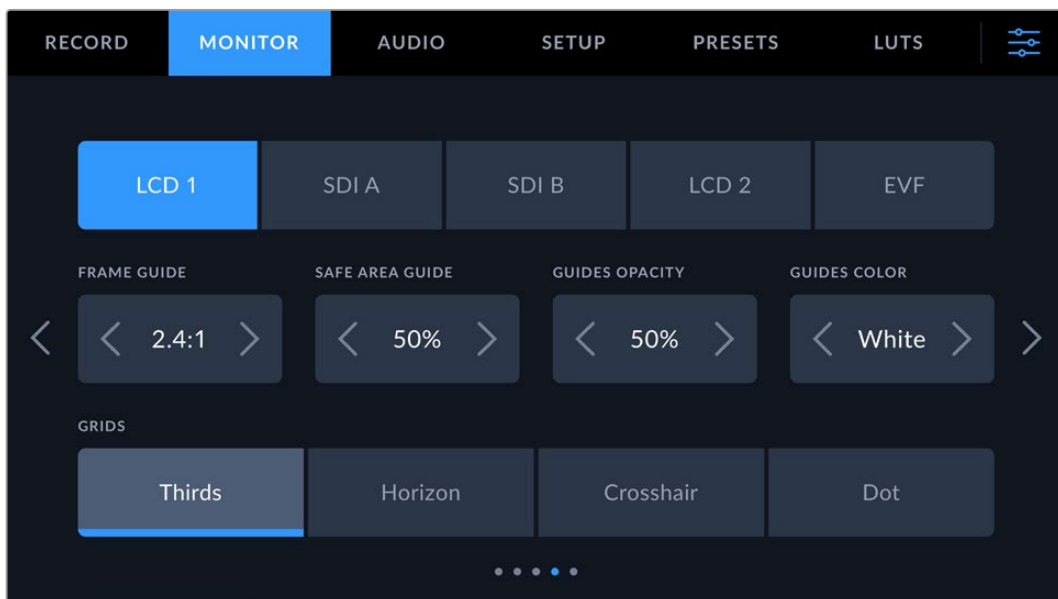 RECORD MONITOR AUDIO SETUP PRESETS LUTS
LCD 1 SDI A SDI B LCD 2 EVF
FRAME GUIDE SAFE AREA GUIDE GUIDES OPACITY GUIDES COLOR
2.4:1 50% 50% White
GRIDS
Thirds Horizon Crosshair Dot